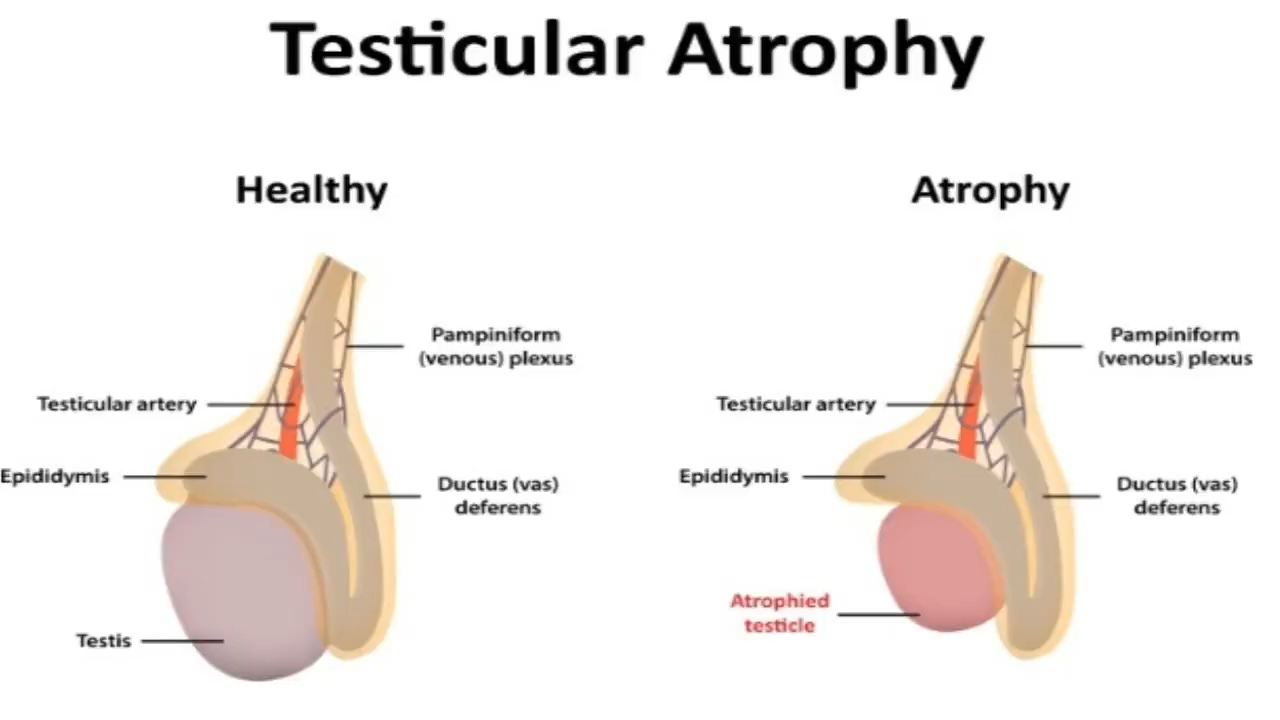 Testicular Atrophy
Healthy
Atrophy
Pampiniform
(venous) plexus
Testicular artery
Epididymis
Ductus (vas)
deferens
Testis
Pampiniform
(venous) plexus
Testicular artery
Epididymis
Ductus (vas)
deferens
Atrophied
testicle